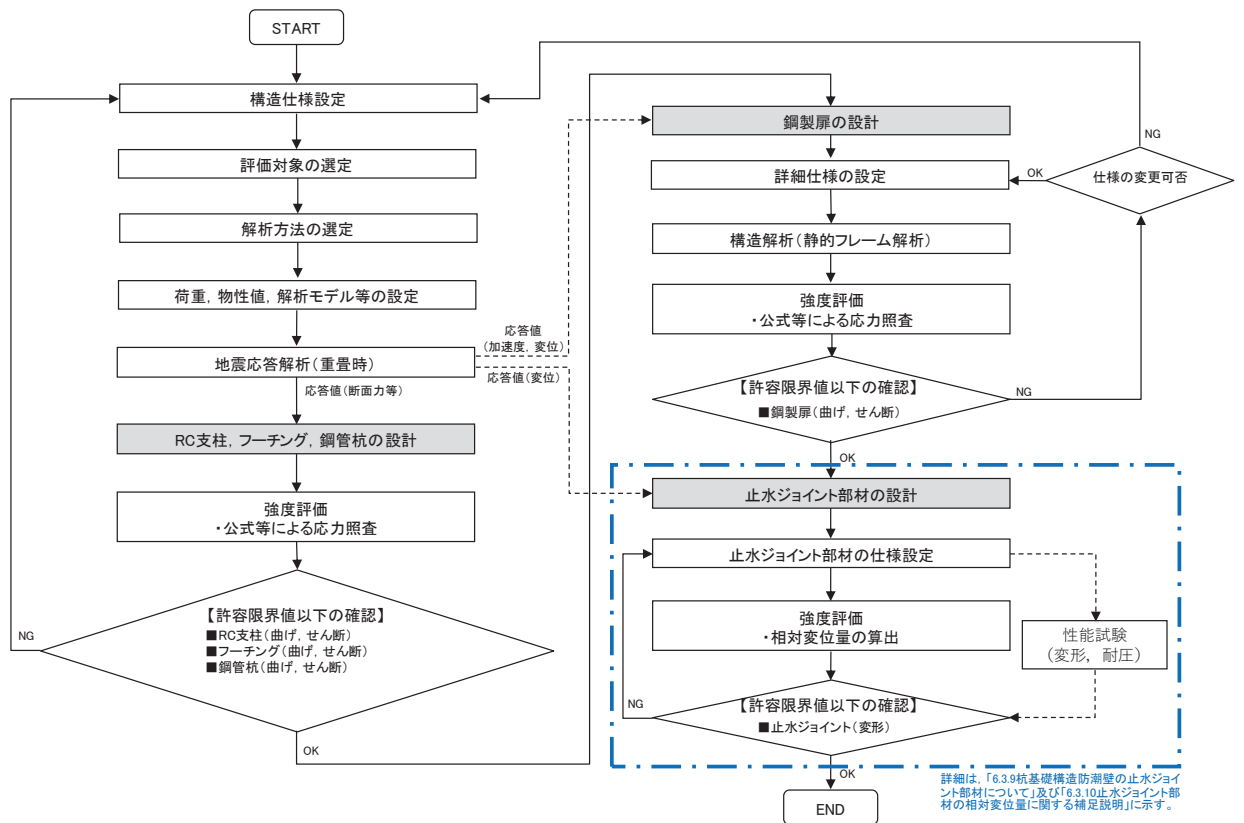 START
構造仕様設定
評価対象の選定
解析方法の選定
荷重，物性値，解析モデル等の設定
地震応答解析（重畳時）
応答値
（加速度，変位）
応答値（変位）
応答値（断面力等）
RC支柱，フーチング，鋼管杭の設計
強度評価
・公式等による応力照査
【許容限界値以下の確認】
■RC支柱（曲げ，せん断）
■フーチング（曲げ，せん断）
■鋼管杭（曲げ，せん断）
NG
OK
鋼製扉の設計
詳細仕様の設定
OK
仕様の変更可否
NG
構造解析（静的フレーム解析）
強度評価
・公式等による応力照査
【許容限界値以下の確認】
■鋼製扉（曲げ，せん断）
NG
OK
止水ジョイント部材の設計
止水ジョイント部材の仕様設定
強度評価
・相対変位量の算出
性能試験
（変形，耐圧）
【許容限界値以下の確認】
■止水ジョイント（変形）
NG
OK
END
詳細は，「6.3.9杭基礎構造防潮壁の止水ジョイ
ント部材について」及び「6.3.10止水ジョイント部
材の相対変位量に関する補足説明」に示す。